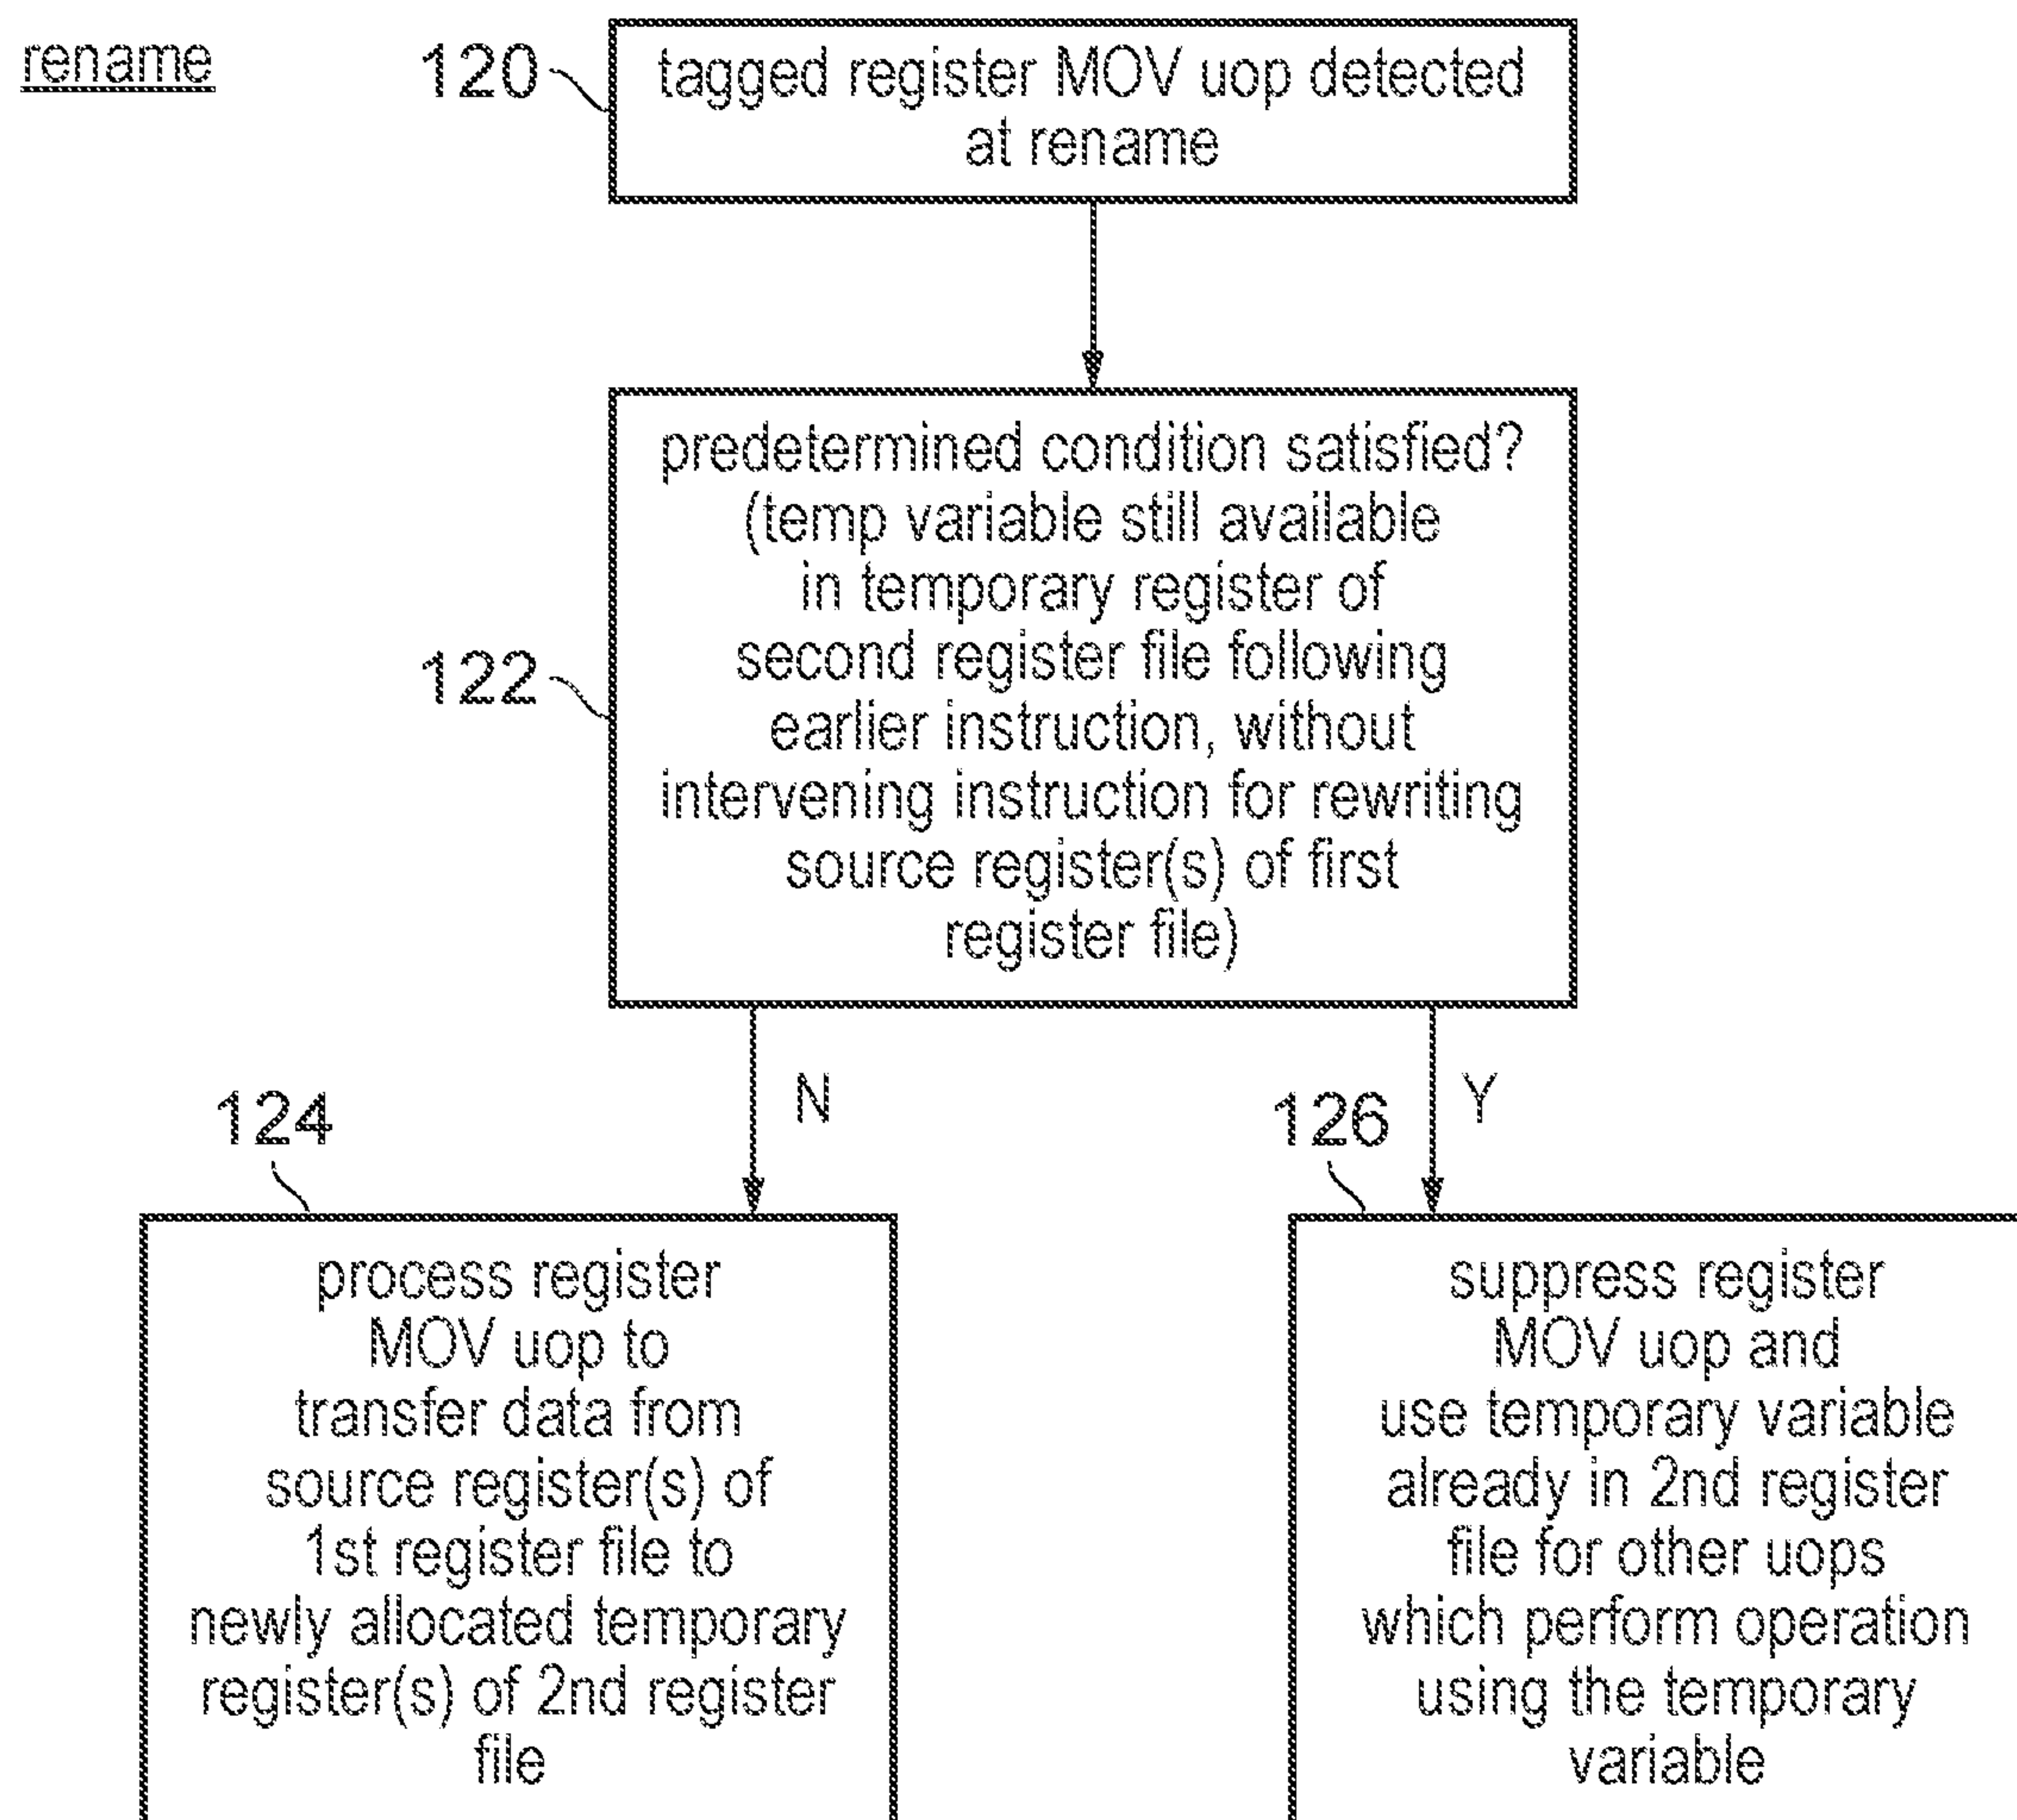 rename
120
tagged register MOV uop detected
at rename
122
predetermined condition satisfied?
(temp variable still available
in temporary register of
second register file following
earlier instruction, without
intervening instruction for rewriting
source register(s) of first
register file)
N
Y
124
process register
MOV uop to
transfer data from
source register(s) of
1st register file to
newly allocated temporary
register(s) of 2nd register
file
126
suppress register
MOV uop and
use temporary variable
already in 2nd register
file for other uops
which perform operation
using the temporary
variable